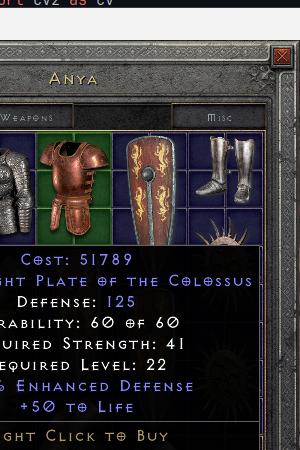 cv2 as cv
ANYA
WEAPONS
MISC
COST: 51789
GHT PLATE OF THE COLOSSUS
DEFENSE: 125
RABILITY: 60 OF 60
UIRED STRENGTH: 41
EQUIRED LEVEL: 22
% ENHANCED DEFENSE
+50 TO LIFE
GHT CLICK TO BUY